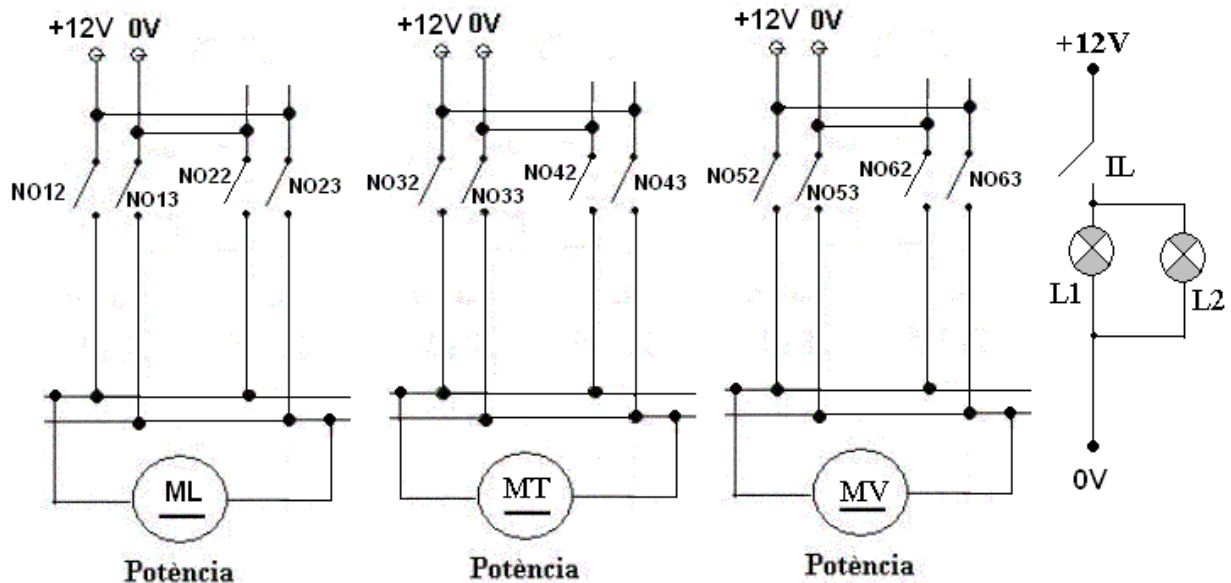 +12V 0V
NO12
NO13
NO22
NO23
ML
Potència
+12V 0V
NO32
NO33
NO42
NO43
MT
Potència
+12V 0V
NO52
NO53
NO62
NO63
MV
Potència
+12V
IL
L1
L2
0V